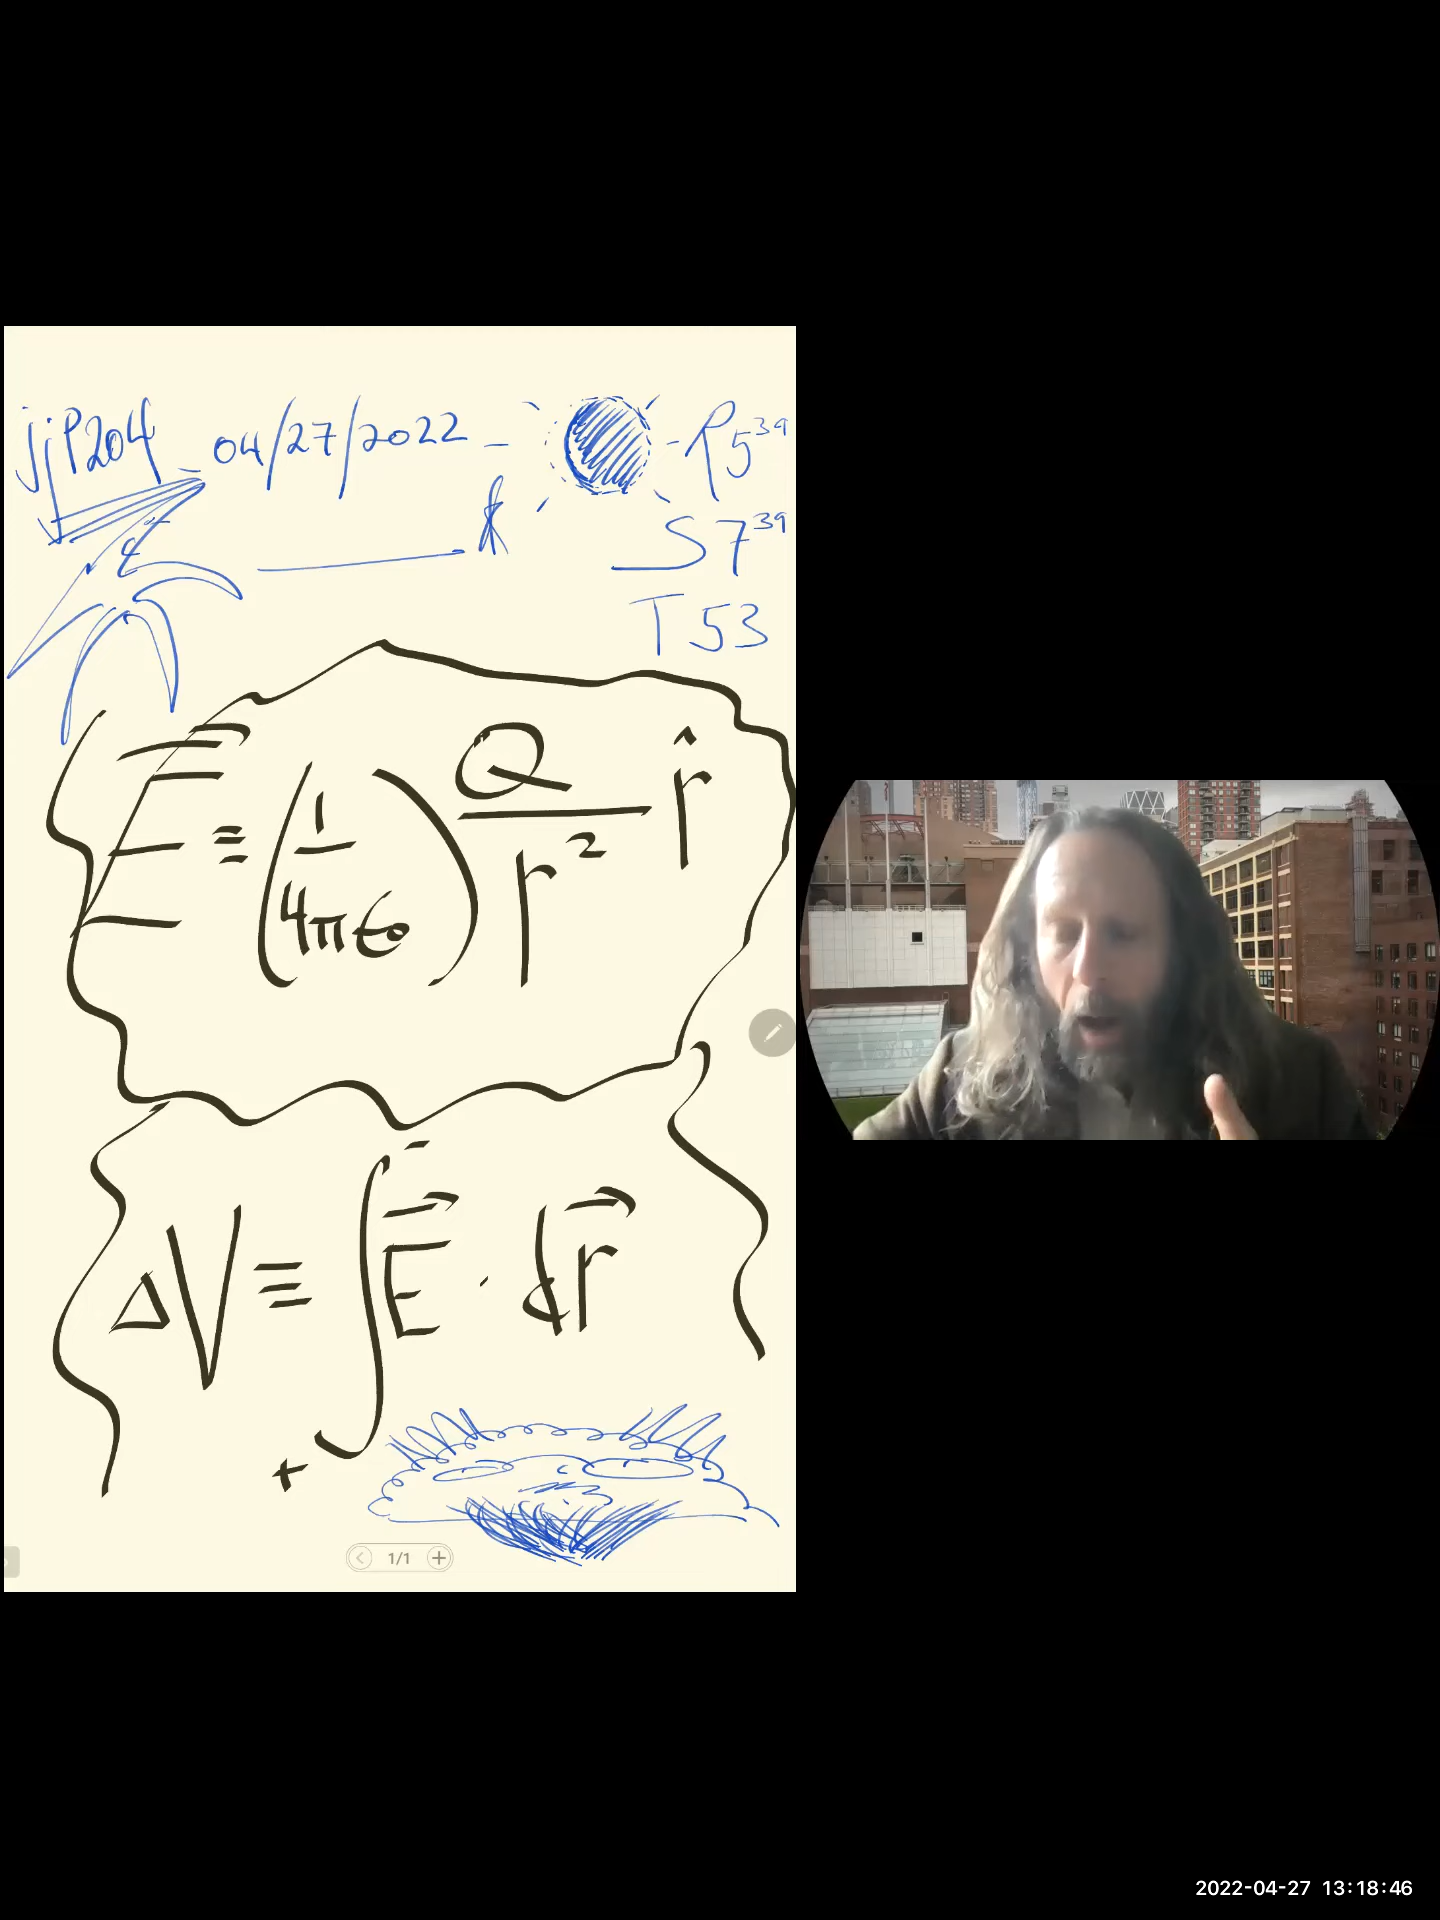 jjP204 - 04/27/2022 - R5³⁹
S7³⁹
T53
E⃗ = (1/4πϵ₀) Q/r² r̂
ΔV ≡ ∫₊⁻ E⃗ · dr⃗
1/1
2022-04-27 13:18:46